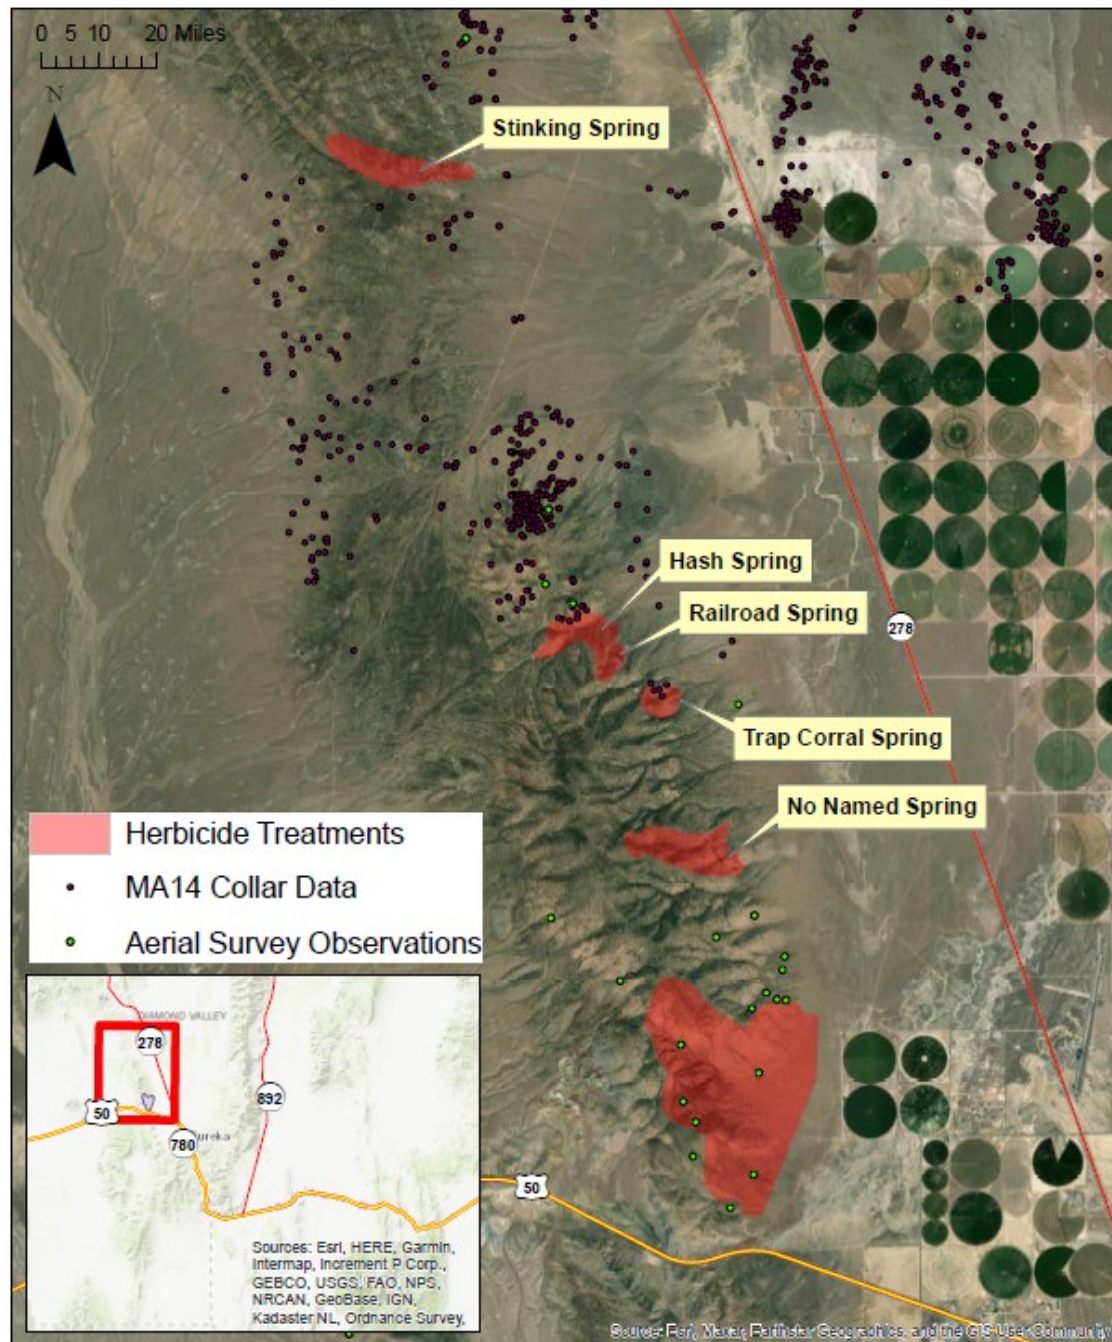 0 5 10 20 Miles
N
Stinking Spring
Hash Spring
Railroad Spring
278
Trap Corral Spring
No Named Spring
Herbicide Treatments
MA14 Collar Data
Aerial Survey Observations
DIAMOND VALLEY
278
50
892
780
ureka
50
Sources: Esri, HERE, Garmin,
Intermap, Increment P Corp.,
GEBCO, USGS, FAO, NPS,
NRCAN, GeoBase, IGN,
Kadaster NL, Ordnance Survey,
Source: Esri, Maxar, Earthstar Geographics, and the GIS User Community